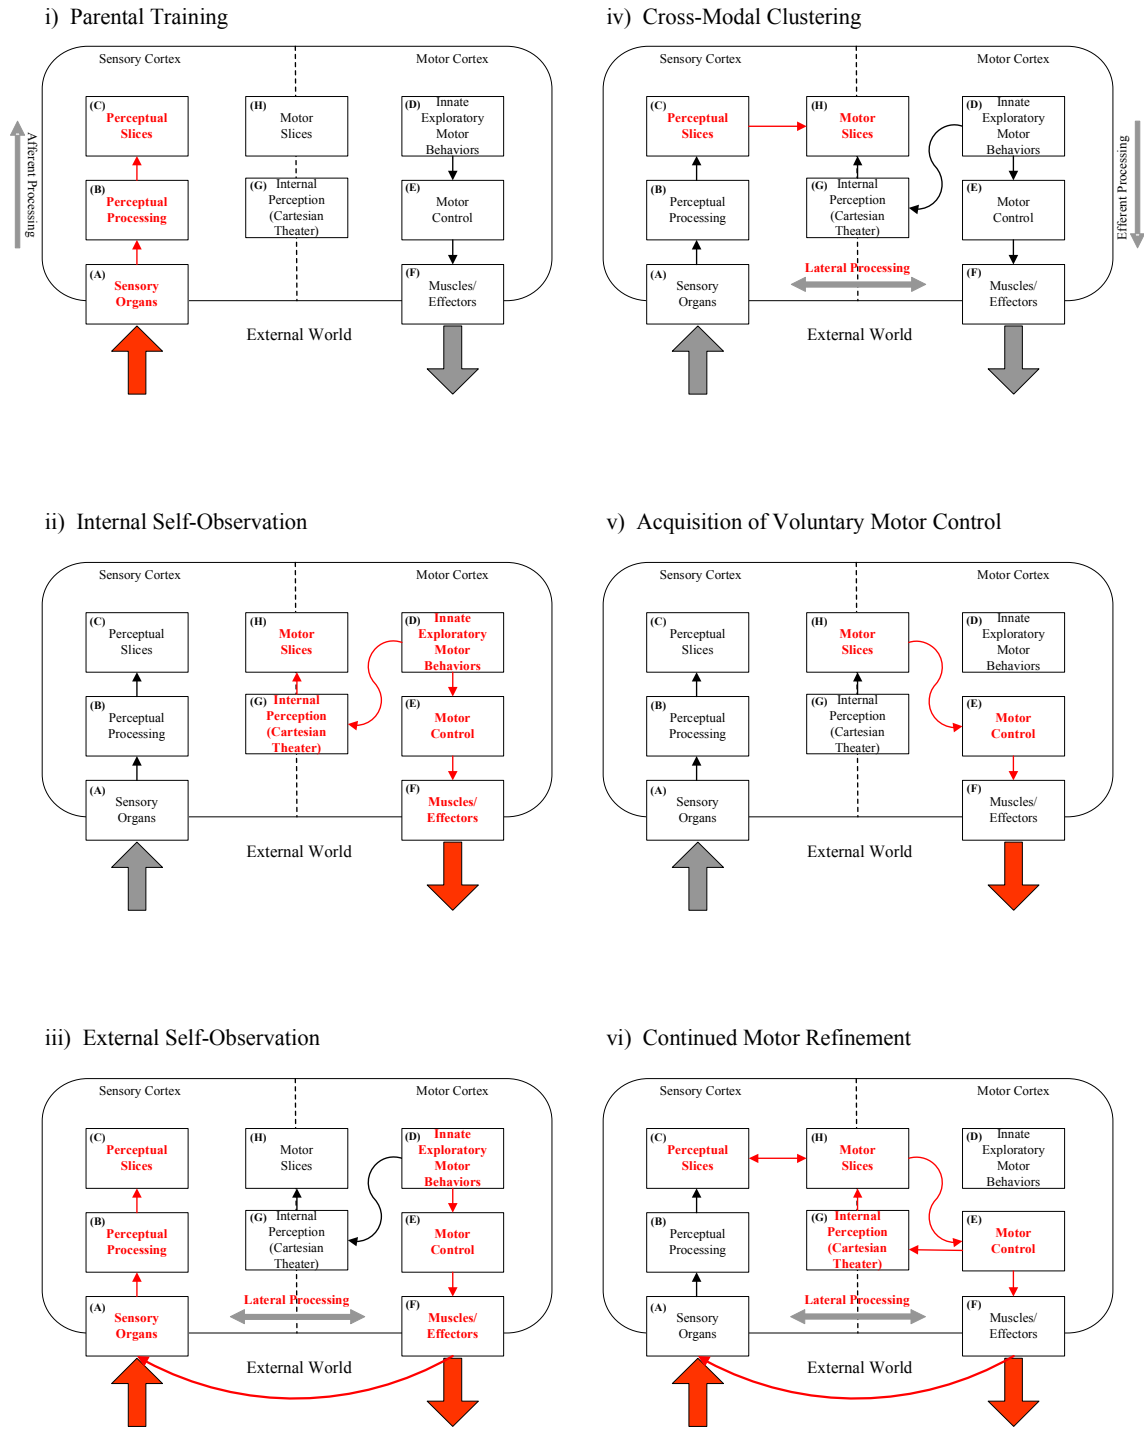 i) Parental Training
Sensory Cortex
Motor Cortex
Afferent Processing
(C)
Perceptual
Slices
(H)
Motor
Slices
(D)
Innate
Exploratory
Motor
Behaviors
(B)
Perceptual
Processing
(G)
Internal
Perception
(Cartesian
Theater)
(E)
Motor
Control
(A)
Sensory
Organs
(F)
Muscles/
Effectors
External World
iv) Cross-Modal Clustering
Sensory Cortex
Motor Cortex
(C)
Perceptual
Slices
(H)
Motor
Slices
(D)
Innate
Exploratory
Motor
Behaviors
Efferent Processing
(B)
Perceptual
Processing
(G)
Internal
Perception
(Cartesian
Theater)
(E)
Motor
Control
Lateral Processing
(A)
Sensory
Organs
(F)
Muscles/
Effectors
External World
ii) Internal Self-Observation
Sensory Cortex
Motor Cortex
(C)
Perceptual
Slices
(H)
Motor
Slices
(D)
Innate
Exploratory
Motor
Behaviors
(B)
Perceptual
Processing
(G)
Internal
Perception
(Cartesian
Theater)
(E)
Motor
Control
(A)
Sensory
Organs
(F)
Muscles/
Effectors
External World
v) Acquisition of Voluntary Motor Control
Sensory Cortex
Motor Cortex
(C)
Perceptual
Slices
(H)
Motor
Slices
(D)
Innate
Exploratory
Motor
Behaviors
(B)
Perceptual
Processing
(G)
Internal
Perception
(Cartesian
Theater)
(E)
Motor
Control
(A)
Sensory
Organs
(F)
Muscles/
Effectors
External World
iii) External Self-Observation
Sensory Cortex
Motor Cortex
(C)
Perceptual
Slices
(H)
Motor
Slices
(D)
Innate
Exploratory
Motor
Behaviors
(B)
Perceptual
Processing
(G)
Internal
Perception
(Cartesian
Theater)
(E)
Motor
Control
Lateral Processing
(A)
Sensory
Organs
(F)
Muscles/
Effectors
External World
vi) Continued Motor Refinement
Sensory Cortex
Motor Cortex
(C)
Perceptual
Slices
(H)
Motor
Slices
(D)
Innate
Exploratory
Motor
Behaviors
(B)
Perceptual
Processing
(G)
Internal
Perception
(Cartesian
Theater)
(E)
Motor
Control
Lateral Processing
(A)
Sensory
Organs
(F)
Muscles/
Effectors
External World